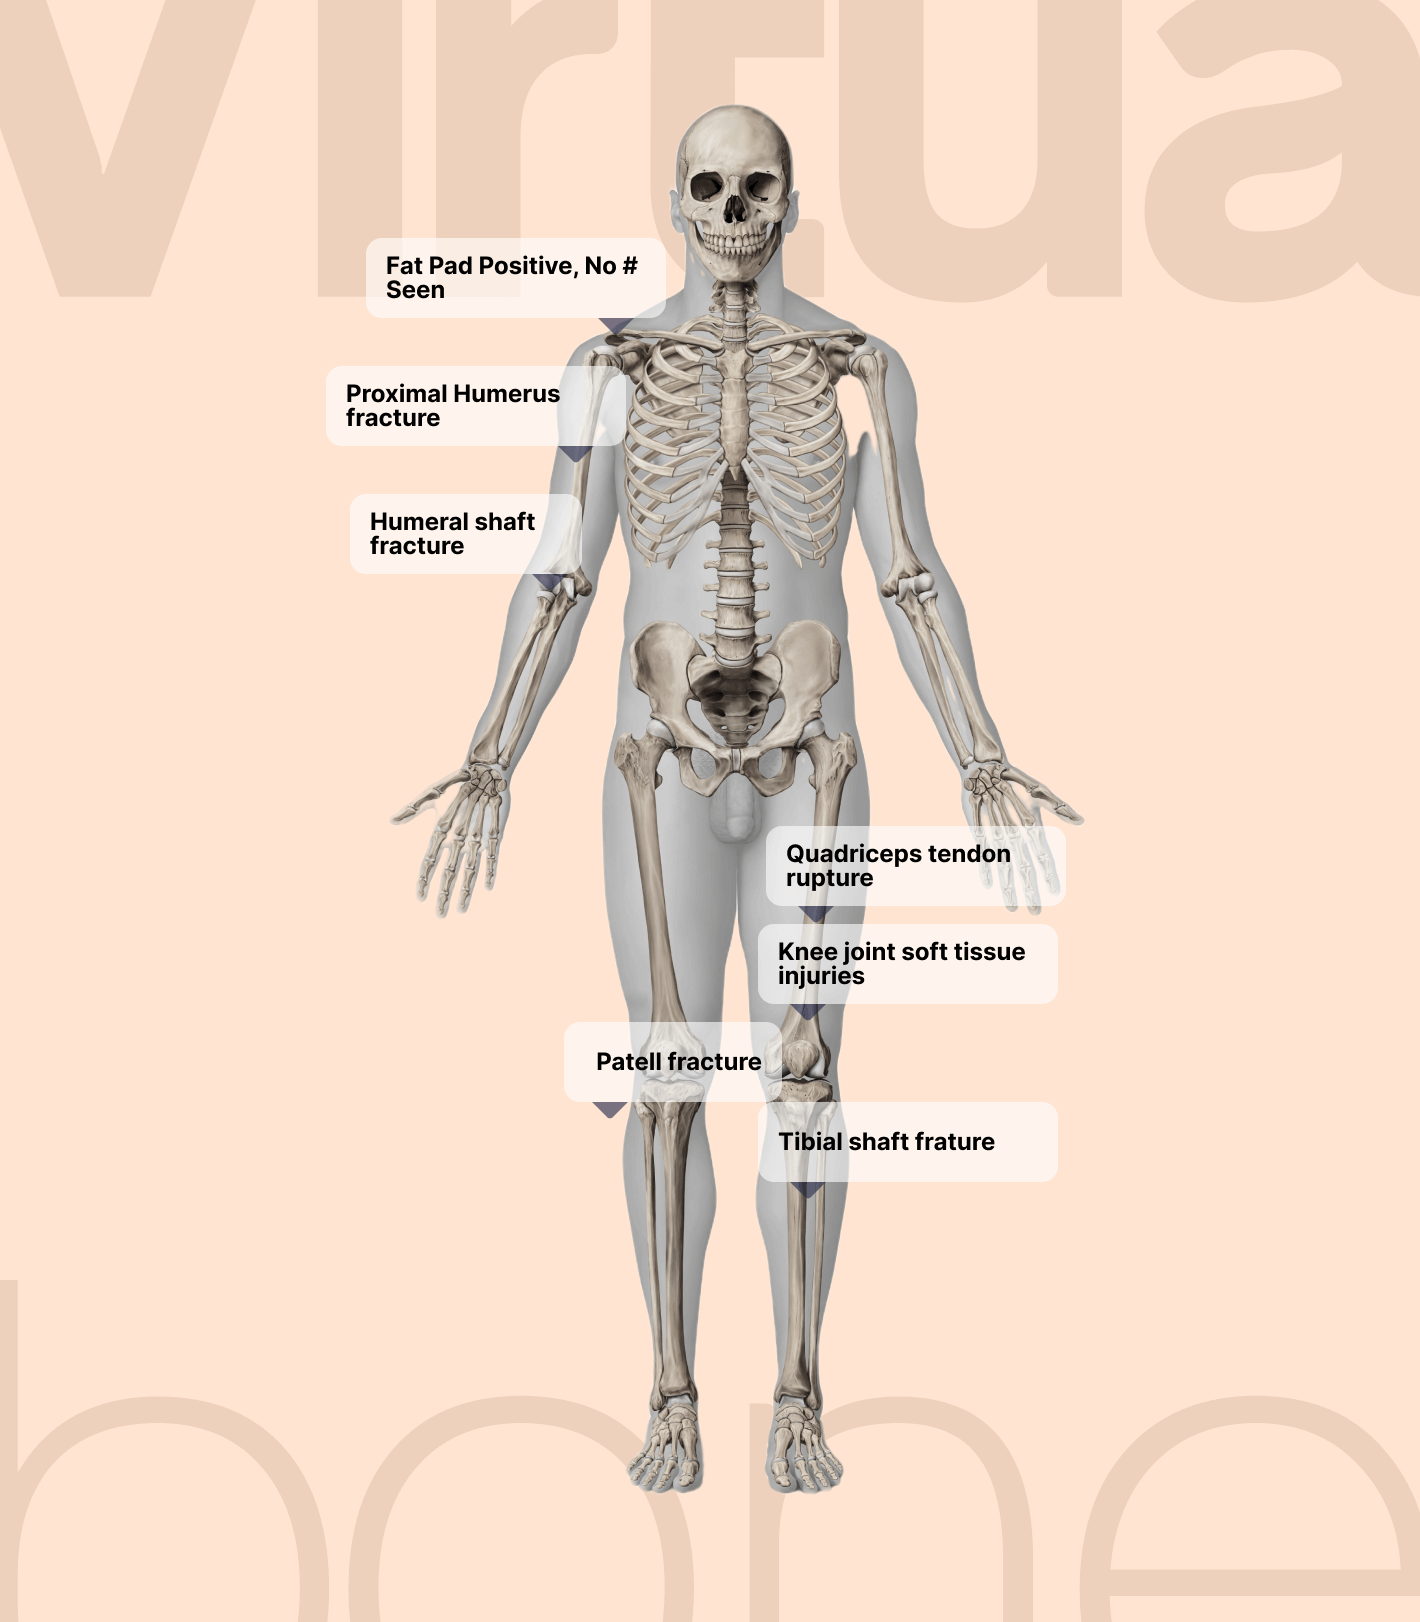 virtua
Fat Pad Positive, No #
Seen
Proximal Humerus
fracture
Humeral shaft
fracture
Quadriceps tendon
rupture
Knee joint soft tissue
injuries
Patell fracture
Tibial shaft frature
bone